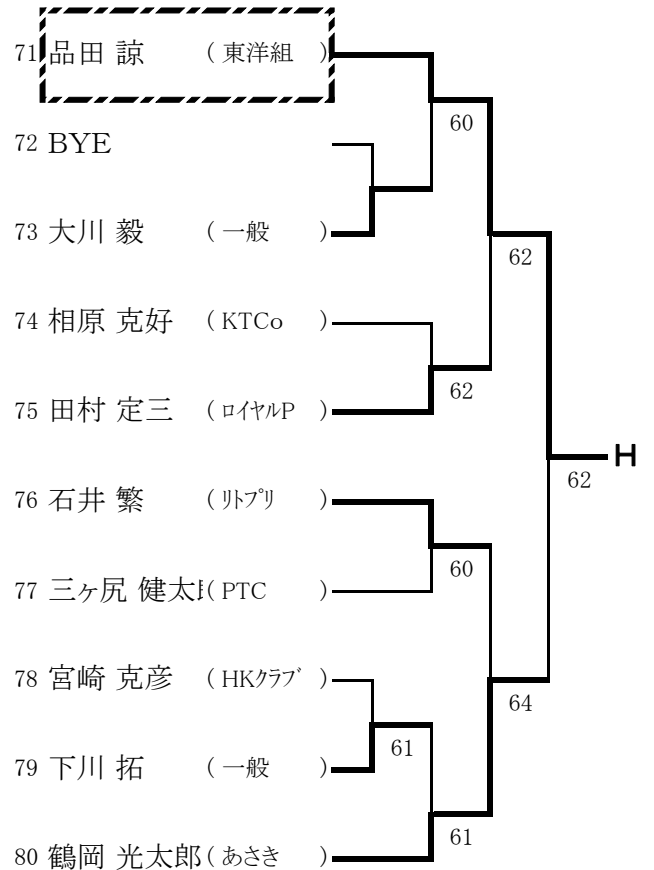 71 品田 諒 ( 東洋組 )
60
72 BYE
73 大川 毅 ( 一般 )
62
74 相原 克好 ( KTCo )
62
75 田村 定三 ( ロイヤルP )
H
62
76 石井 繁 ( リトプリ )
60
77 三ヶ尻 健太 ( PTC )
78 宮崎 克彦 ( HKクラブ )
64
61
79 下川 拓 ( 一般 )
61
80 鶴岡 光太郎 ( あさき )